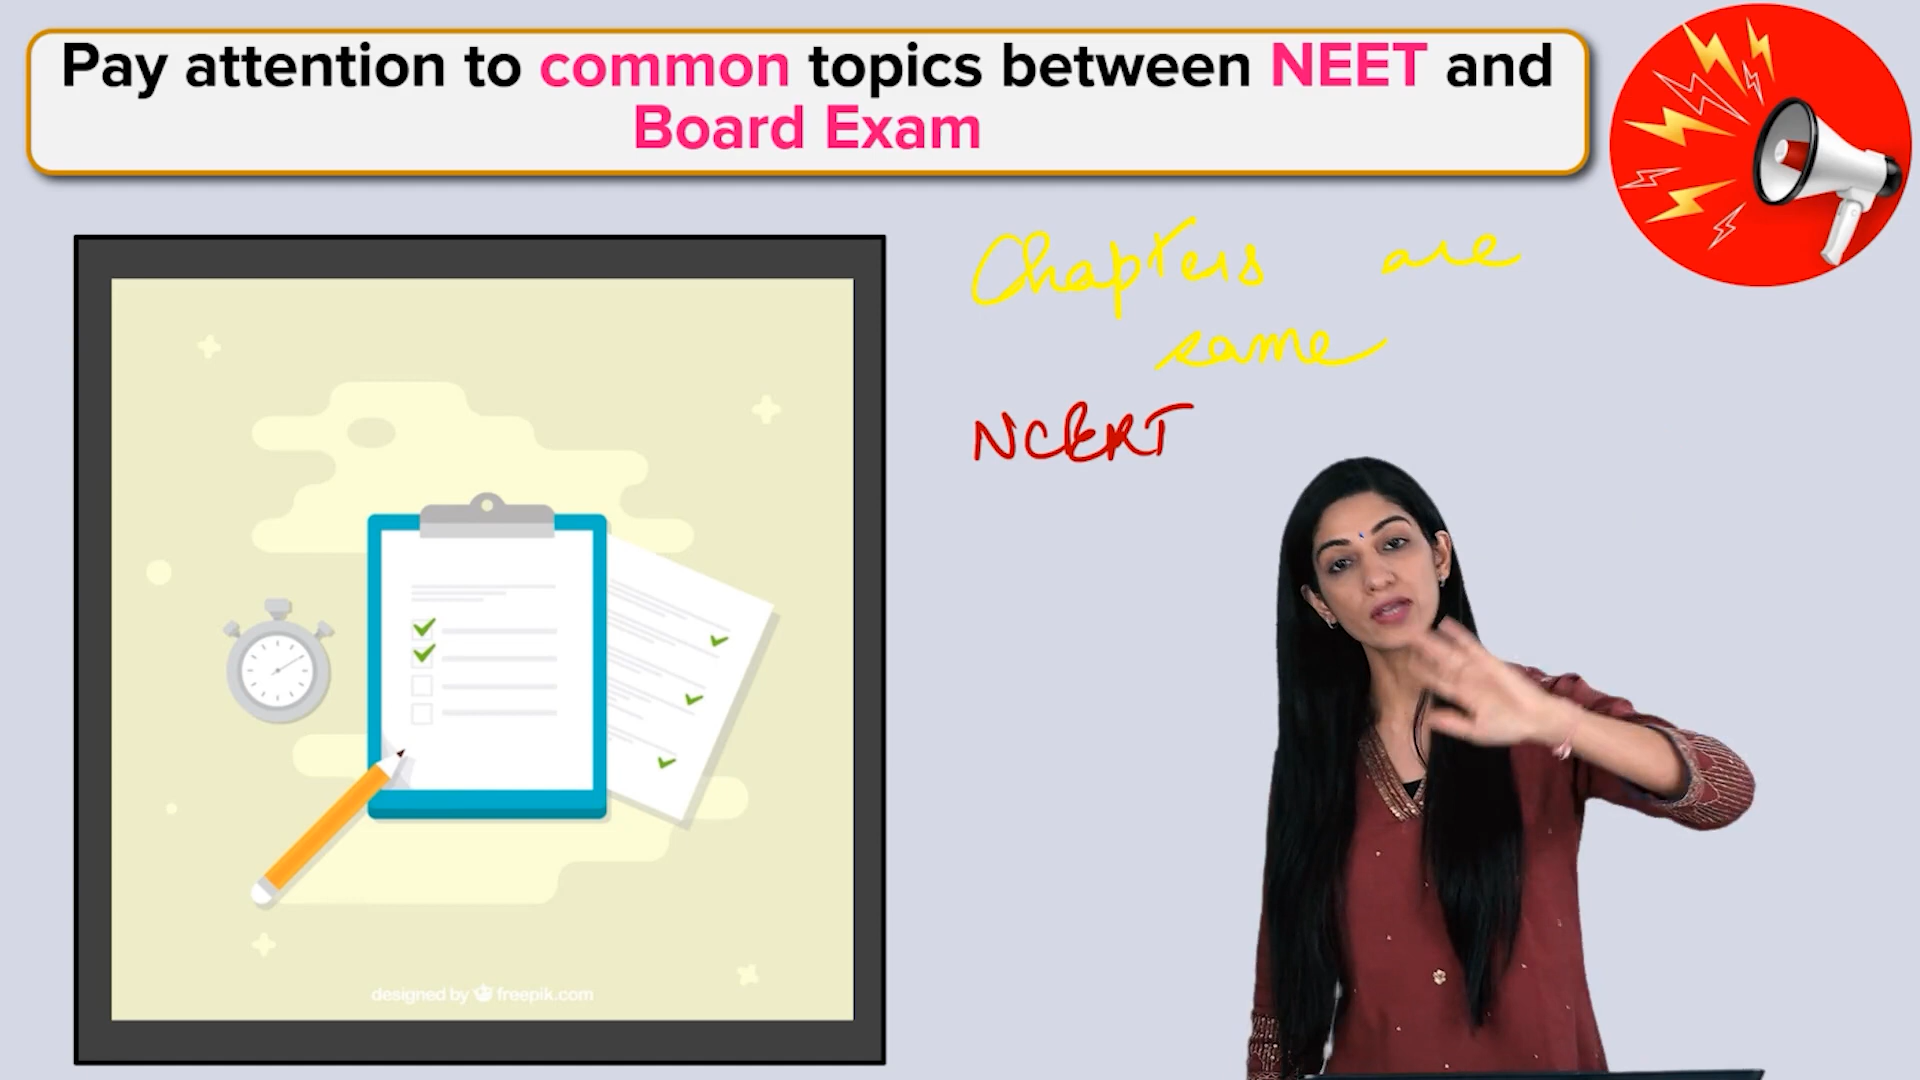 Pay attention to common topics between NEET and
Board Exam
Chapters are
same
NCERT
designed by freepik.com